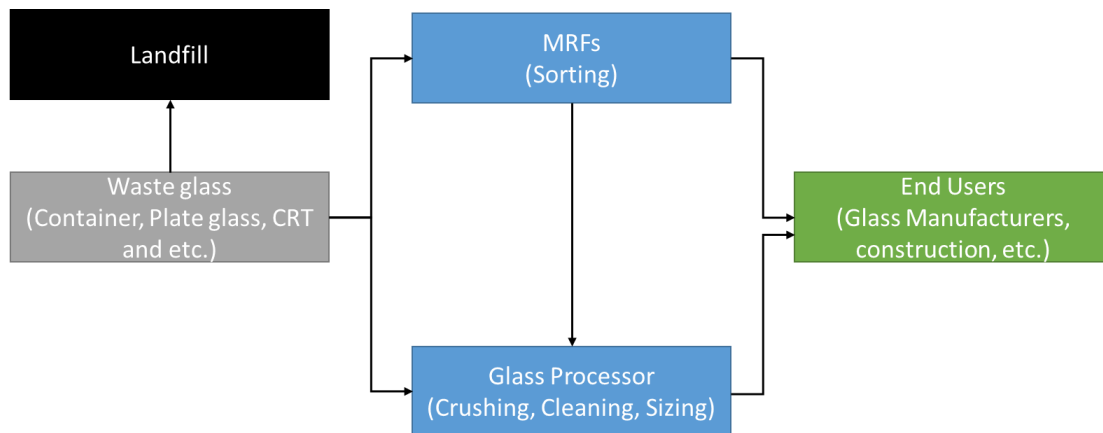 Landfill
MRFs
(Sorting)
Waste glass
(Container, Plate glass, CRT
and etc.)
End Users
(Glass Manufacturers,
construction, etc.)
Glass Processor
(Crushing, Cleaning, Sizing)